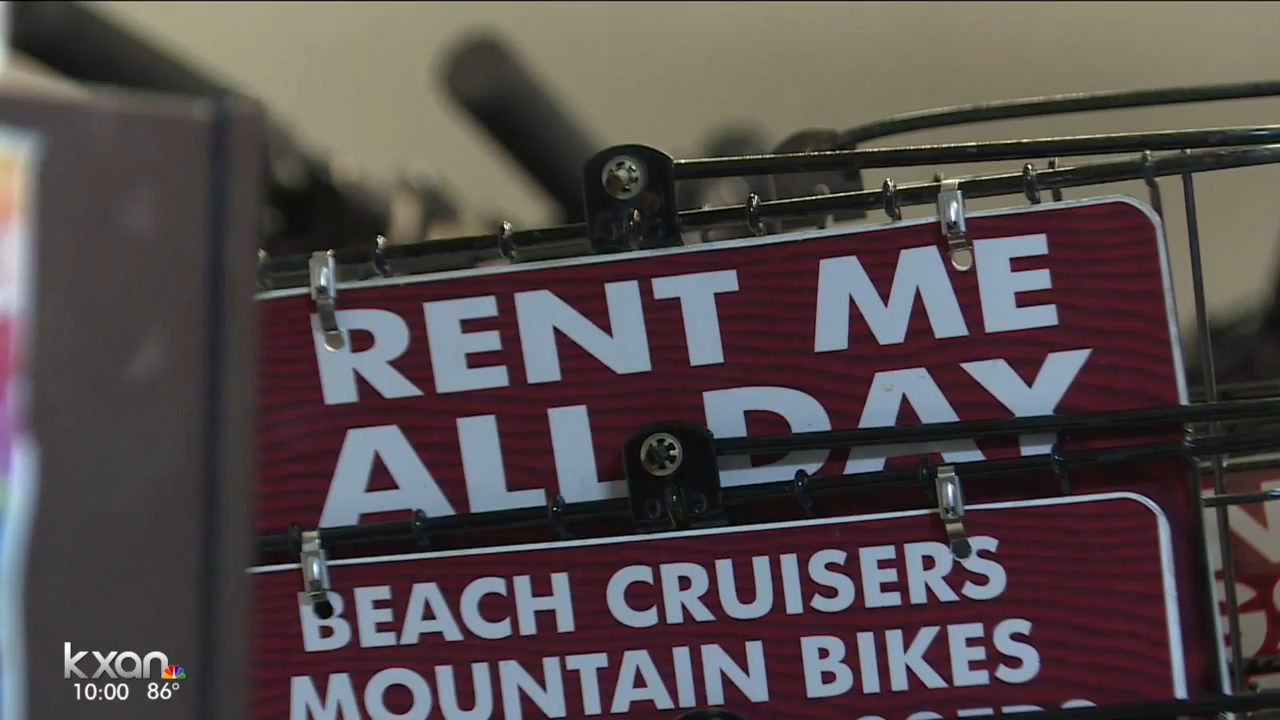 RENT ME
ALL DAY
BEACH CRUISERS
MOUNTAIN BIKES
kxan
10:00 86°